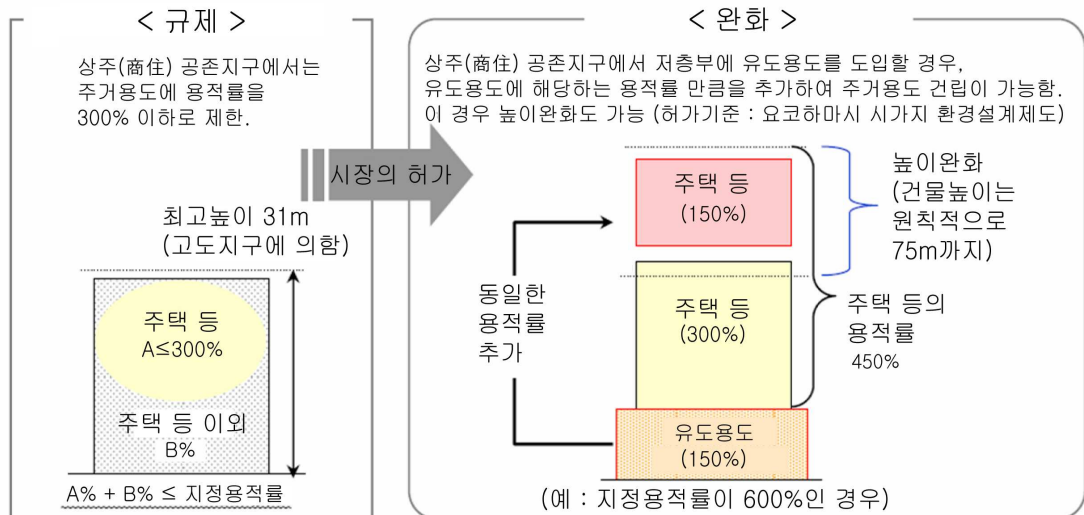 < 규제 >
상주(商住) 공존지구에서는
주거용도에 용적률을
300% 이하로 제한.
최고높이 31m
(고도지구에 의함)
주택 등
A≤300%
주택 등 이외
B%
A% + B% ≤ 지정용적률
시장의 허가
< 완화 >
상주(商住) 공존지구에서 저층부에 유도용도를 도입할 경우,
유도용도에 해당하는 용적률 만큼을 추가하여 주거용도 건립이 가능함.
이 경우 높이완화도 가능 (허가기준 : 요코하마시 시가지 환경설계제도)
주택 등
(150%)
높이완화
(건물높이는
원칙적으로
75m까지)
동일한
용적률
추가
주택 등
(300%)
주택 등의
용적률
450%
유도용도
(150%)
(예 : 지정용적률이 600%인 경우)